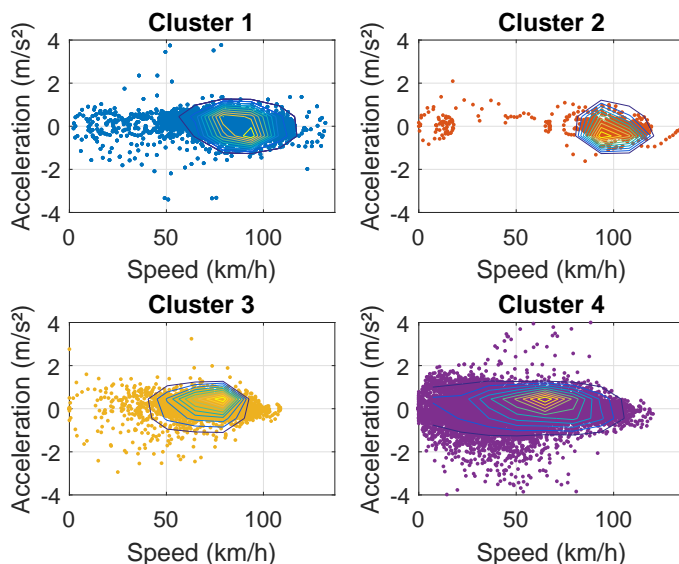 Cluster 1
Acceleration (m/s²)
4
2
0
-2
-4
0
50
100
Speed (km/h)
Cluster 2
Acceleration (m/s²)
4
2
0
-2
-4
0
50
100
Speed (km/h)
Cluster 3
Acceleration (m/s²)
4
2
0
-2
-4
0
50
100
Speed (km/h)
Cluster 4
Acceleration (m/s²)
4
2
0
-2
-4
0
50
100
Speed (km/h)